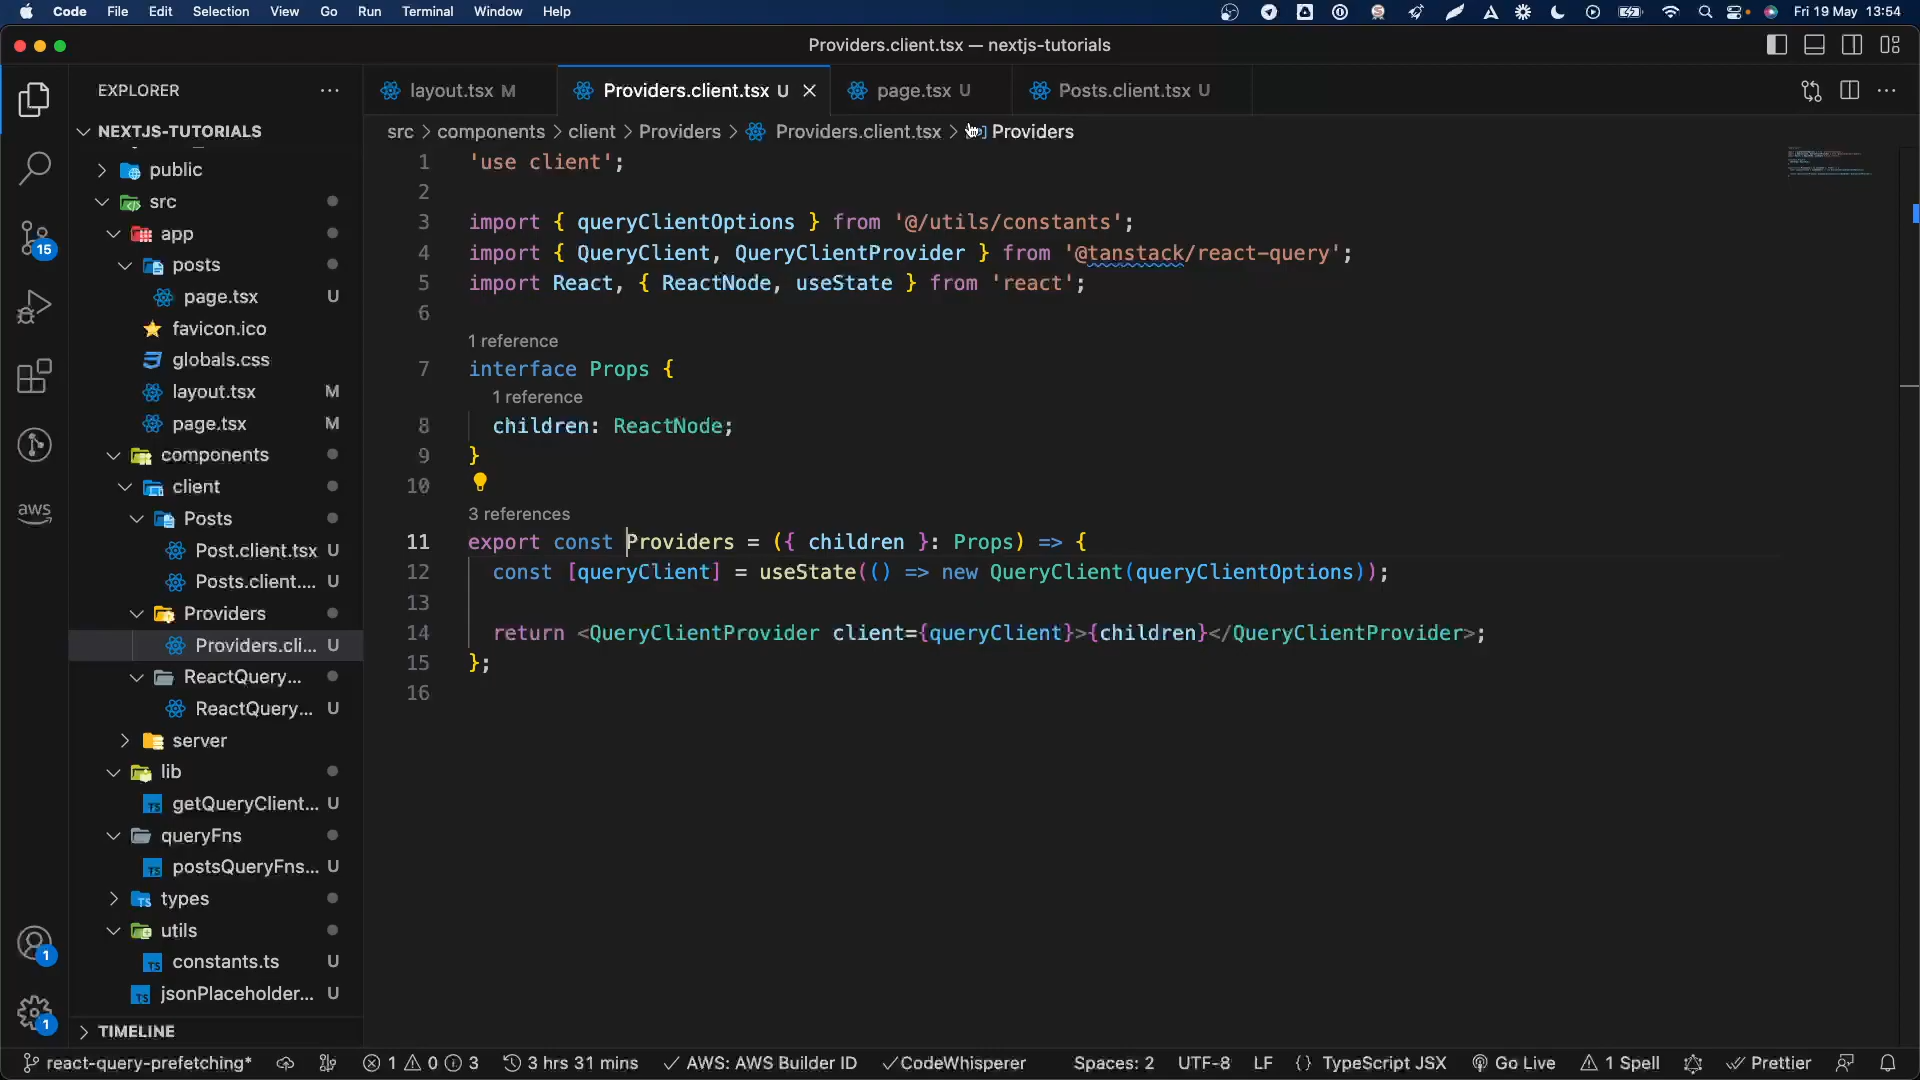 Code File Edit Selection View Go Run Terminal Window Help Fri 19 May 13:54
Providers.client.tsx — nextjs-tutorials
EXPLORER
layout.tsx M
Providers.client.tsx U
page.tsx U
Posts.client.tsx U
src > components > client > Providers > Providers.client.tsx > Providers
NEXTJS-TUTORIALS
public
src
app
posts
page.tsx U
favicon.ico
globals.css
layout.tsx M
page.tsx M
components
client
Posts
Post.client.tsx U
Posts.client.... U
Providers
Providers.cli... U
ReactQuery...
ReactQuery... U
server
lib
getQueryClient... U
queryFns
postsQueryFns... U
types
utils
constants.ts U
jsonPlaceholder... U
TIMELINE
15
aws
1
1
1 'use client';
2
3 import { queryClientOptions } from '@/utils/constants';
4 import { QueryClient, QueryClientProvider } from '@tanstack/react-query';
5 import React, { ReactNode, useState } from 'react';
6
1 reference
7 interface Props {
1 reference
8 children: ReactNode;
9 }
10
3 references
11 export const Providers = ({ children }: Props) => {
12 const [queryClient] = useState(() => new QueryClient(queryClientOptions));
13
14 return <QueryClientProvider client={queryClient}>{children}</QueryClientProvider>;
15 };
16
react-query-prefetching* 1 0 3 3 hrs 31 mins AWS: AWS Builder ID CodeWhisperer Spaces: 2 UTF-8 LF {} TypeScript JSX Go Live 1 Spell Prettier